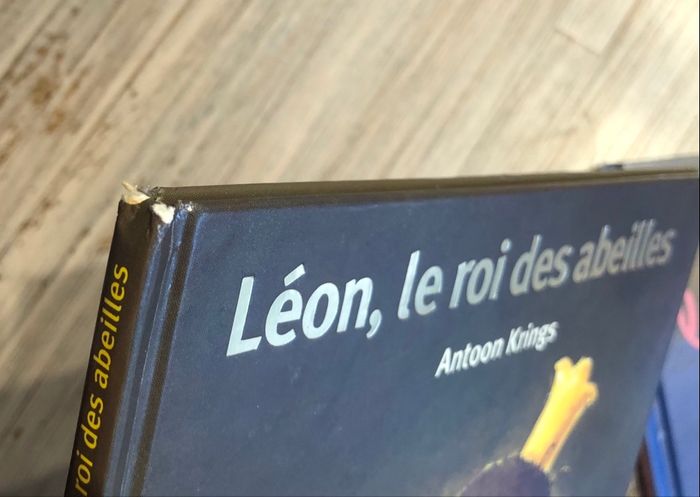 Léon, le roi des abeilles
Antoon Krings
roi des abeilles